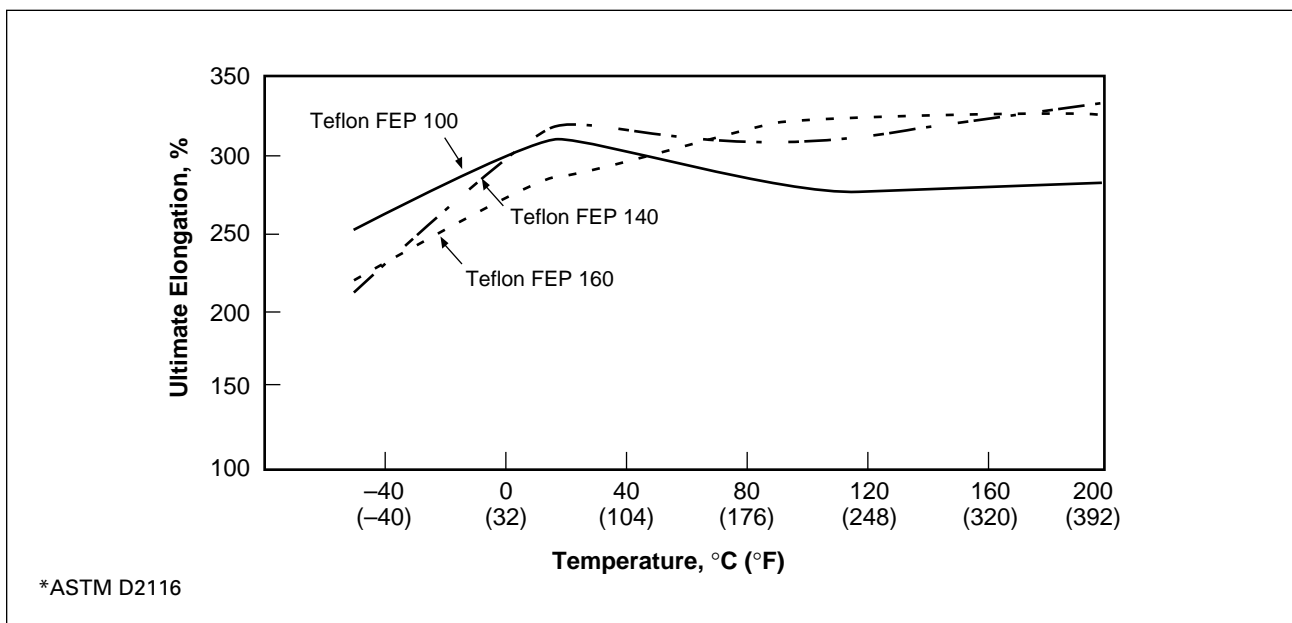 350
300
250
200
150
100
Ultimate Elongation, %
Teflon FEP 100
Teflon FEP 140
Teflon FEP 160
–40 0 40 80 120 160 200
(–40) (32) (104) (176) (248) (320) (392)
Temperature, °C (°F)
*ASTM D2116